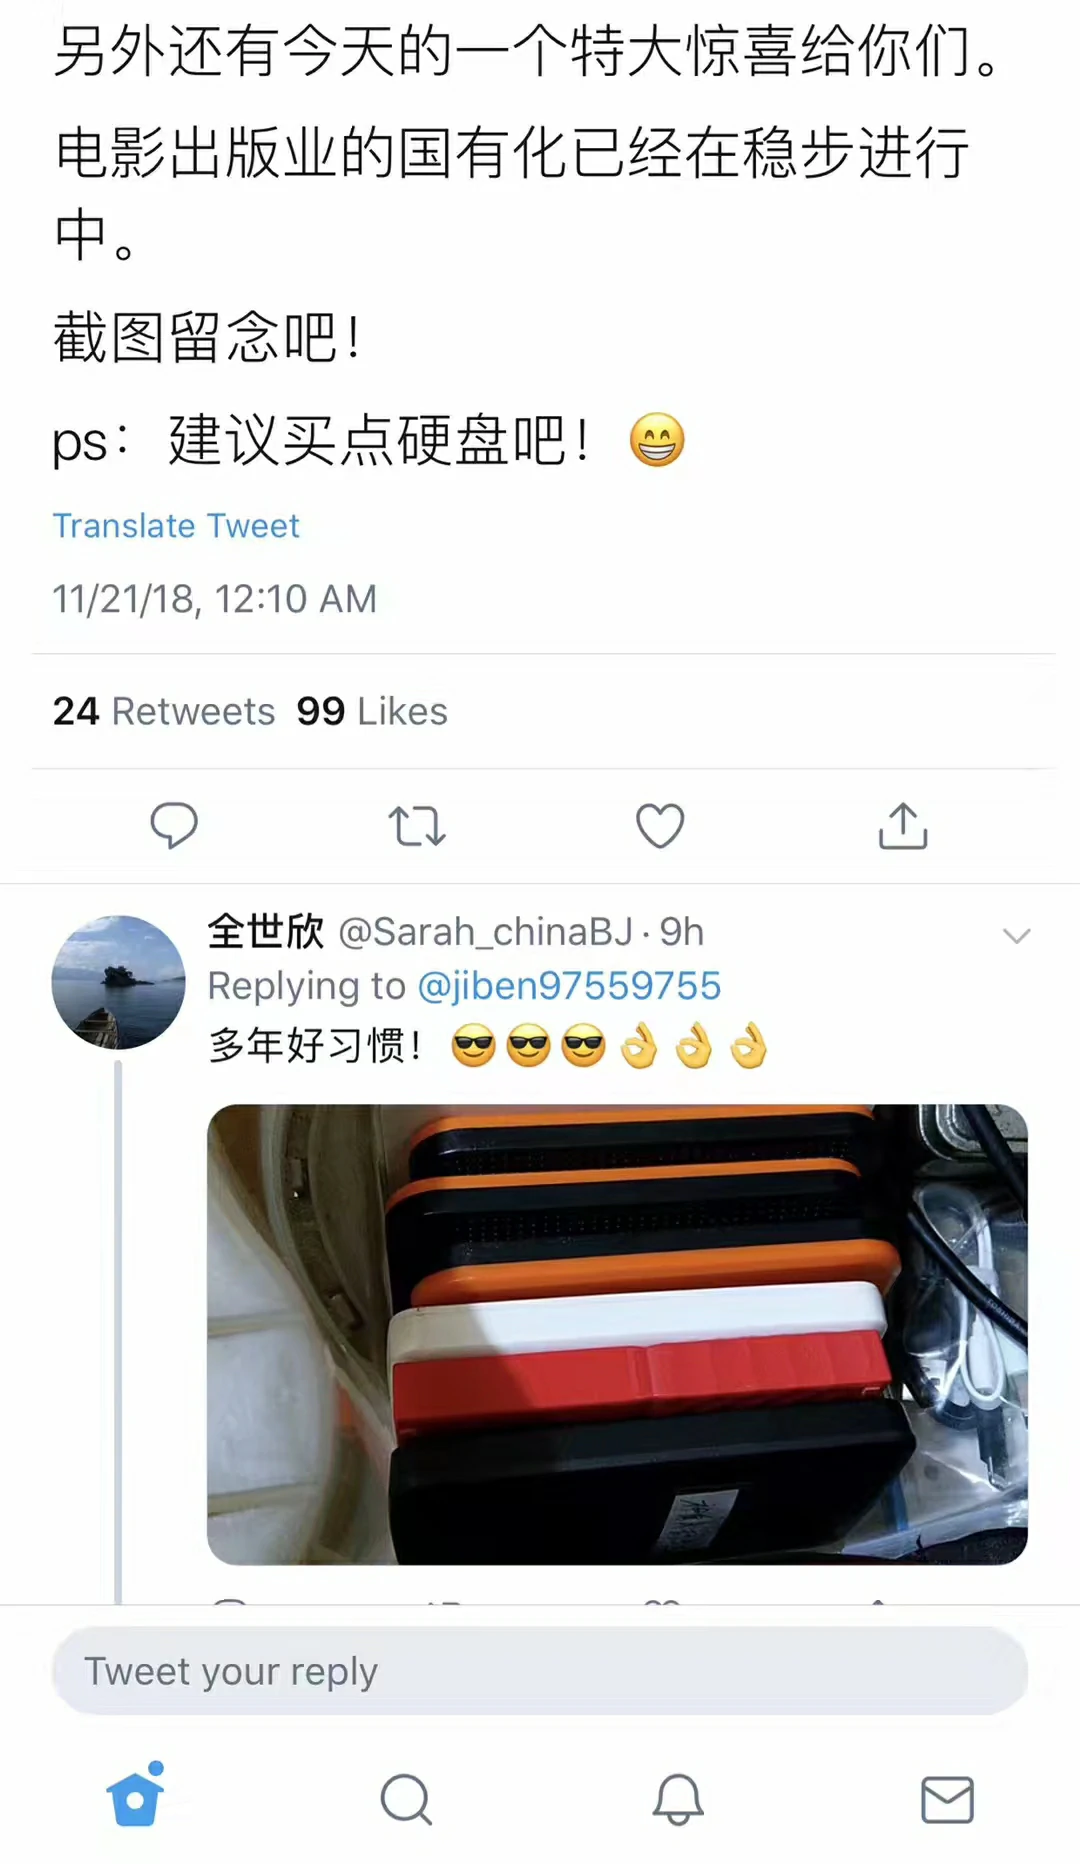 另外还有今天的一个特大惊喜给你们。
电影出版业的国有化已经在稳步进行
中。
截图留念吧！
ps：建议买点硬盘吧！😁
Translate Tweet
11/21/18, 12:10 AM
24 Retweets 99 Likes
全世欣 @Sarah_chinaBJ · 9h
Replying to @jiben97559755
多年好习惯！😎😎😎👌👌👌
Tweet your reply